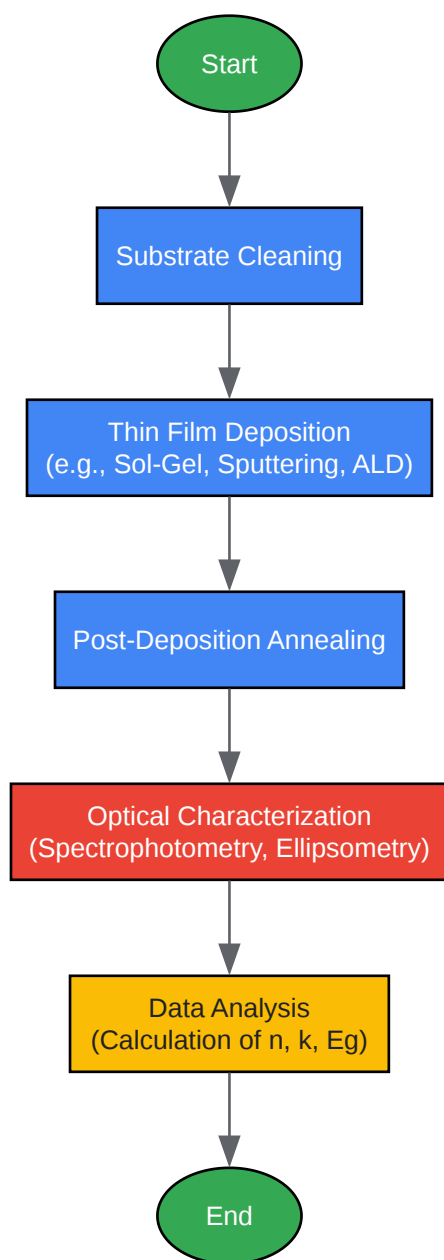 Start
Substrate Cleaning
Thin Film Deposition
(e.g., Sol-Gel, Sputtering, ALD)
Post-Deposition Annealing
Optical Characterization
(Spectrophotometry, Ellipsometry)
Data Analysis
(Calculation of n, k, Eg)
End